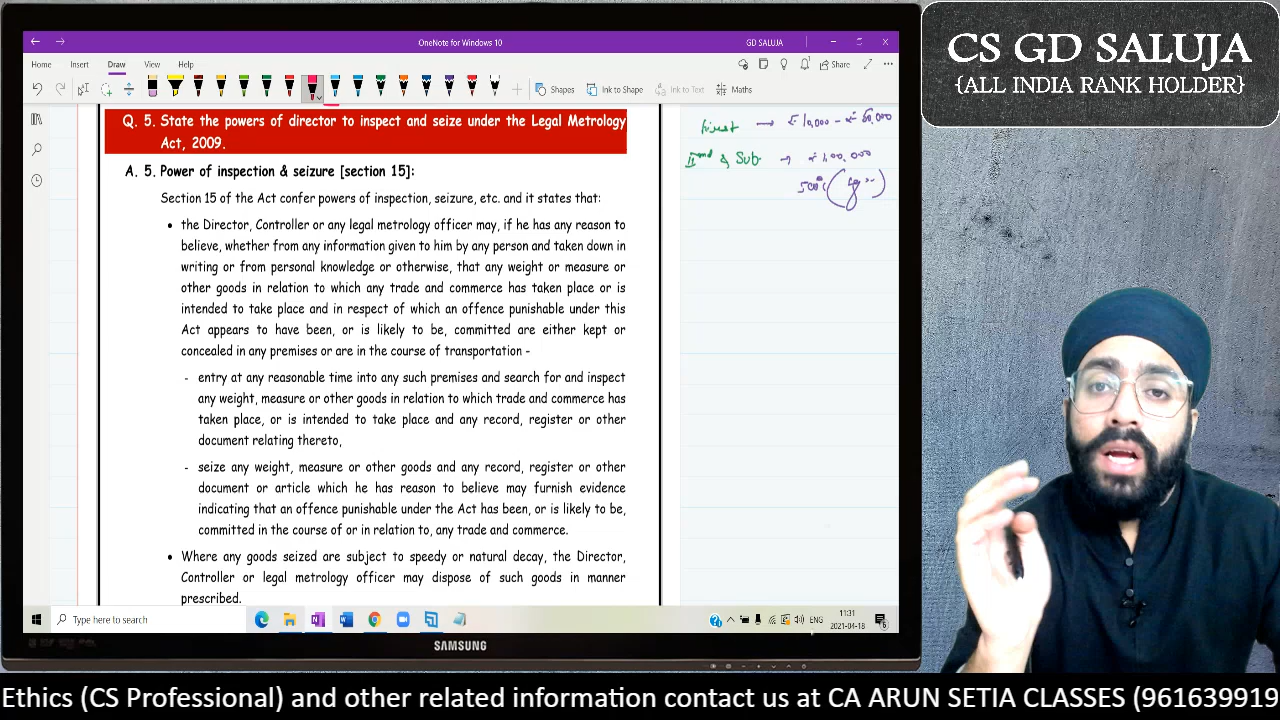 CS GD SALUJA
{ALL INDIA RANK HOLDER}
OneNote for Windows 10
GD SALUJA
Home Insert Draw View Help
Share
Shapes
Ink to Shape
Ink to Text
Maths
Q. 5. State the powers of director to inspect and seize under the Legal Metrology
Act, 2009.
A. 5. Power of inspection & seizure [section 15]:
Section 15 of the Act confer powers of inspection, seizure, etc. and it states that:
• the Director, Controller or any legal metrology officer may, if he has any reason to
believe, whether from any information given to him by any person and taken down in
writing or from personal knowledge or otherwise, that any weight or measure or
other goods in relation to which any trade and commerce has taken place or is
intended to take place and in respect of which an offence punishable under this
Act appears to have been, or is likely to be, committed are either kept or
concealed in any premises or are in the course of transportation -
- entry at any reasonable time into any such premises and search for and inspect
any weight, measure or other goods in relation to which trade and commerce has
taken place, or is intended to take place and any record, register or other
document relating thereto,
- seize any weight, measure or other goods and any record, register or other
document or article which he has reason to believe may furnish evidence
indicating that an offence punishable under the Act has been, or is likely to be,
committed in the course of or in relation to, any trade and commerce.
• Where any goods seized are subject to speedy or natural decay, the Director,
Controller or legal metrology officer may dispose of such goods in manner
prescribed.
First → ₹ 10,000 -
IInd & Sub → ₹ 1,00,000
Type here to search
ENG
11:31
2021-04-18
SAMSUNG
Ethics (CS Professional) and other related information contact us at CA ARUN SETIA CLASSES (961639919